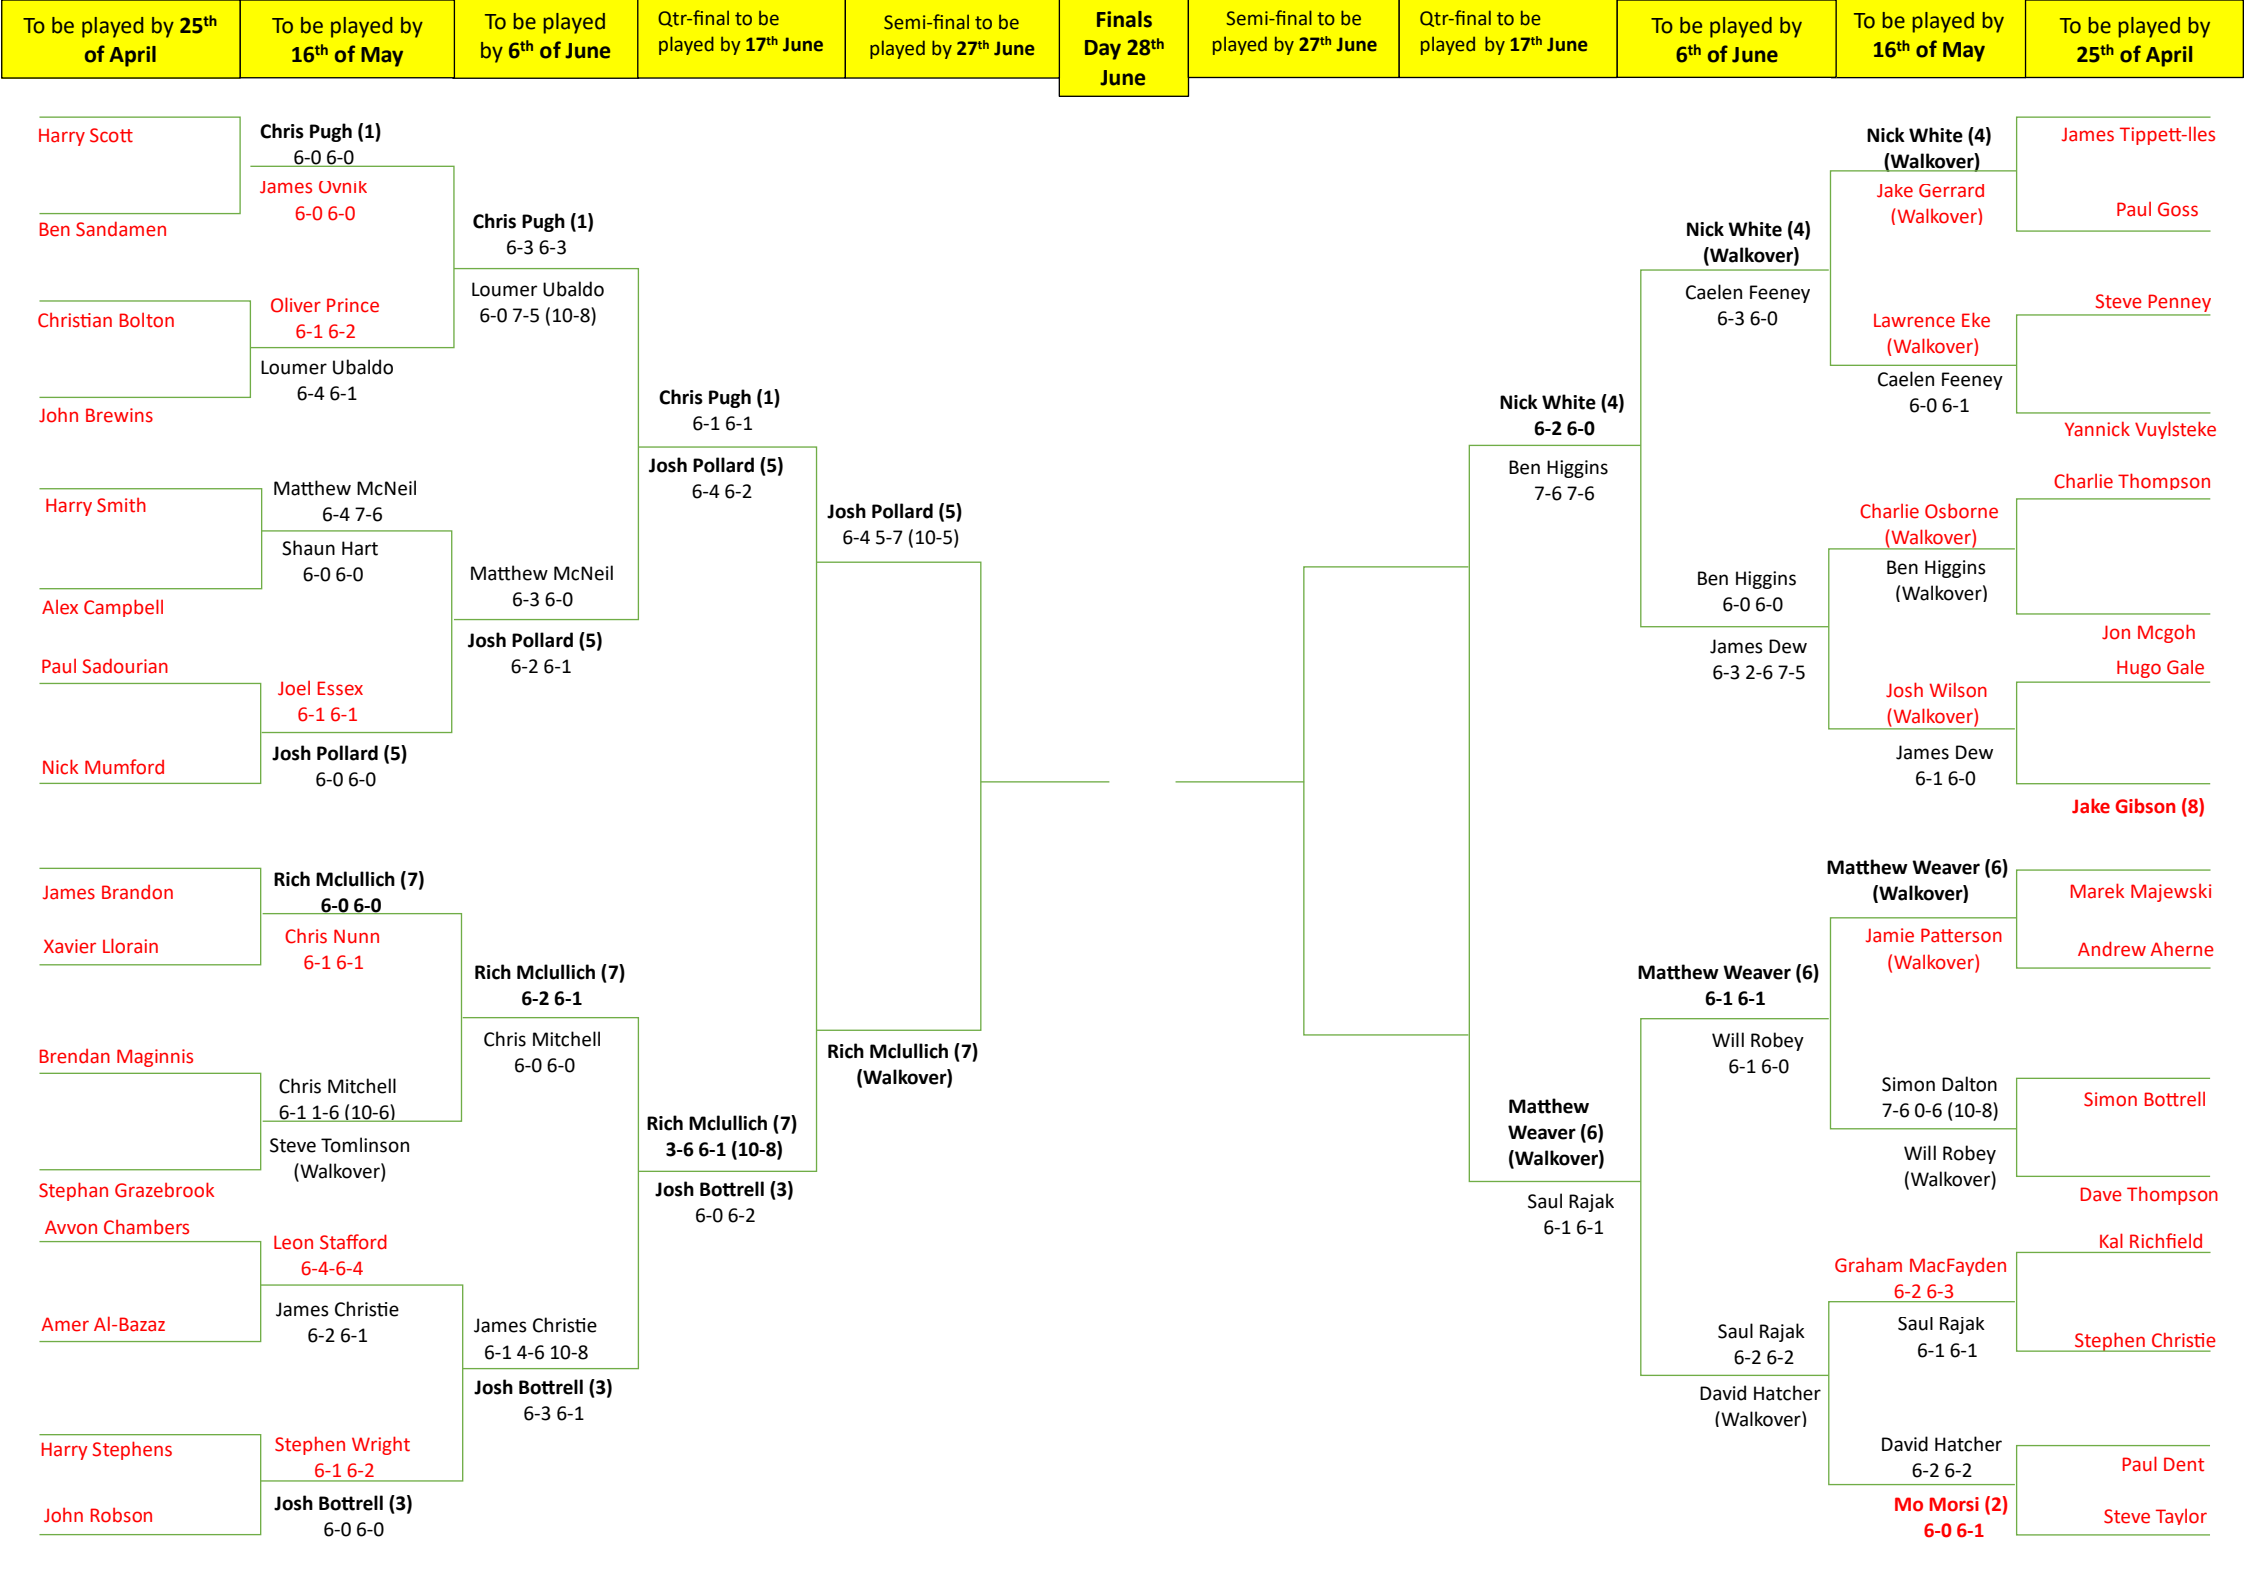 To be played by 25th
of April
To be played by
16th of May
To be played
by 6th of June
Qtr-final to be
played by 17th June
Semi-final to be
played by 27th June
Finals
Day 28th
June
Semi-final to be
played by 27th June
Qtr-final to be
played by 17th June
To be played by
6th of June
To be played by
16th of May
To be played by
25th of April
Harry Scott
Ben Sandamen
Christian Bolton
John Brewins
Harry Smith
Alex Campbell
Paul Sadourian
Nick Mumford
James Brandon
Xavier Llorain
Brendan Maginnis
Stephan Grazebrook
Avvon Chambers
Amer Al-Bazaz
Harry Stephens
John Robson
Chris Pugh (1)
6-0 6-0
James Ovnik
6-0 6-0
Oliver Prince
6-1 6-2
Loumer Ubaldo
6-4 6-1
Matthew McNeil
6-4 7-6
Shaun Hart
6-0 6-0
Joel Essex
6-1 6-1
Josh Pollard (5)
6-0 6-0
Rich Mclullich (7)
6-0 6-0
Chris Nunn
6-1 6-1
Chris Mitchell
6-1 1-6 (10-6)
Steve Tomlinson
(Walkover)
Leon Stafford
6-4-6-4
James Christie
6-2 6-1
Stephen Wright
6-1 6-2
Josh Bottrell (3)
6-0 6-0
Chris Pugh (1)
6-3 6-3
Loumer Ubaldo
6-0 7-5 (10-8)
Matthew McNeil
6-3 6-0
Josh Pollard (5)
6-2 6-1
Rich Mclullich (7)
6-2 6-1
Chris Mitchell
6-0 6-0
James Christie
6-1 4-6 10-8
Josh Bottrell (3)
6-3 6-1
Chris Pugh (1)
6-1 6-1
Josh Pollard (5)
6-4 6-2
Rich Mclullich (7)
3-6 6-1 (10-8)
Josh Bottrell (3)
6-0 6-2
Josh Pollard (5)
6-4 5-7 (10-5)
Rich Mclullich (7)
(Walkover)
Nick White (4)
6-2 6-0
Ben Higgins
7-6 7-6
Matthew
Weaver (6)
(Walkover)
Saul Rajak
6-1 6-1
Nick White (4)
(Walkover)
Caelen Feeney
6-3 6-0
Ben Higgins
6-0 6-0
James Dew
6-3 2-6 7-5
Matthew Weaver (6)
6-1 6-1
Will Robey
6-1 6-0
Saul Rajak
6-2 6-2
David Hatcher
(Walkover)
Nick White (4)
(Walkover)
Jake Gerrard
(Walkover)
Lawrence Eke
(Walkover)
Caelen Feeney
6-0 6-1
Charlie Osborne
(Walkover)
Ben Higgins
(Walkover)
Josh Wilson
(Walkover)
James Dew
6-1 6-0
Matthew Weaver (6)
(Walkover)
Jamie Patterson
(Walkover)
Simon Dalton
7-6 0-6 (10-8)
Will Robey
(Walkover)
Graham MacFayden
6-2 6-3
Saul Rajak
6-1 6-1
David Hatcher
6-2 6-2
Mo Morsi (2)
6-0 6-1
James Tippett-lles
Paul Goss
Steve Penney
Yannick Vuylsteke
Charlie Thompson
Jon Mcgoh
Hugo Gale
Jake Gibson (8)
Marek Majewski
Andrew Aherne
Simon Bottrell
Dave Thompson
Kal Richfield
Stephen Christie
Paul Dent
Steve Taylor